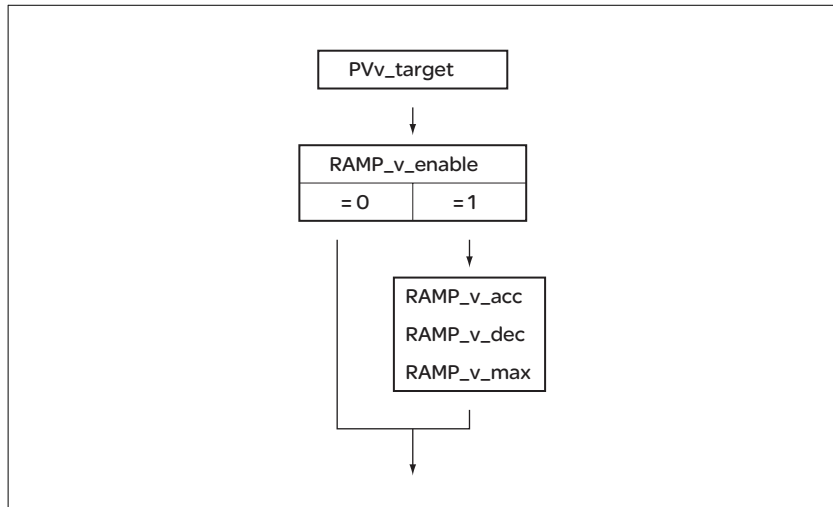 PVv_target
RAMP_v_enable
= 0 = 1
RAMP_v_acc
RAMP_v_dec
RAMP_v_max